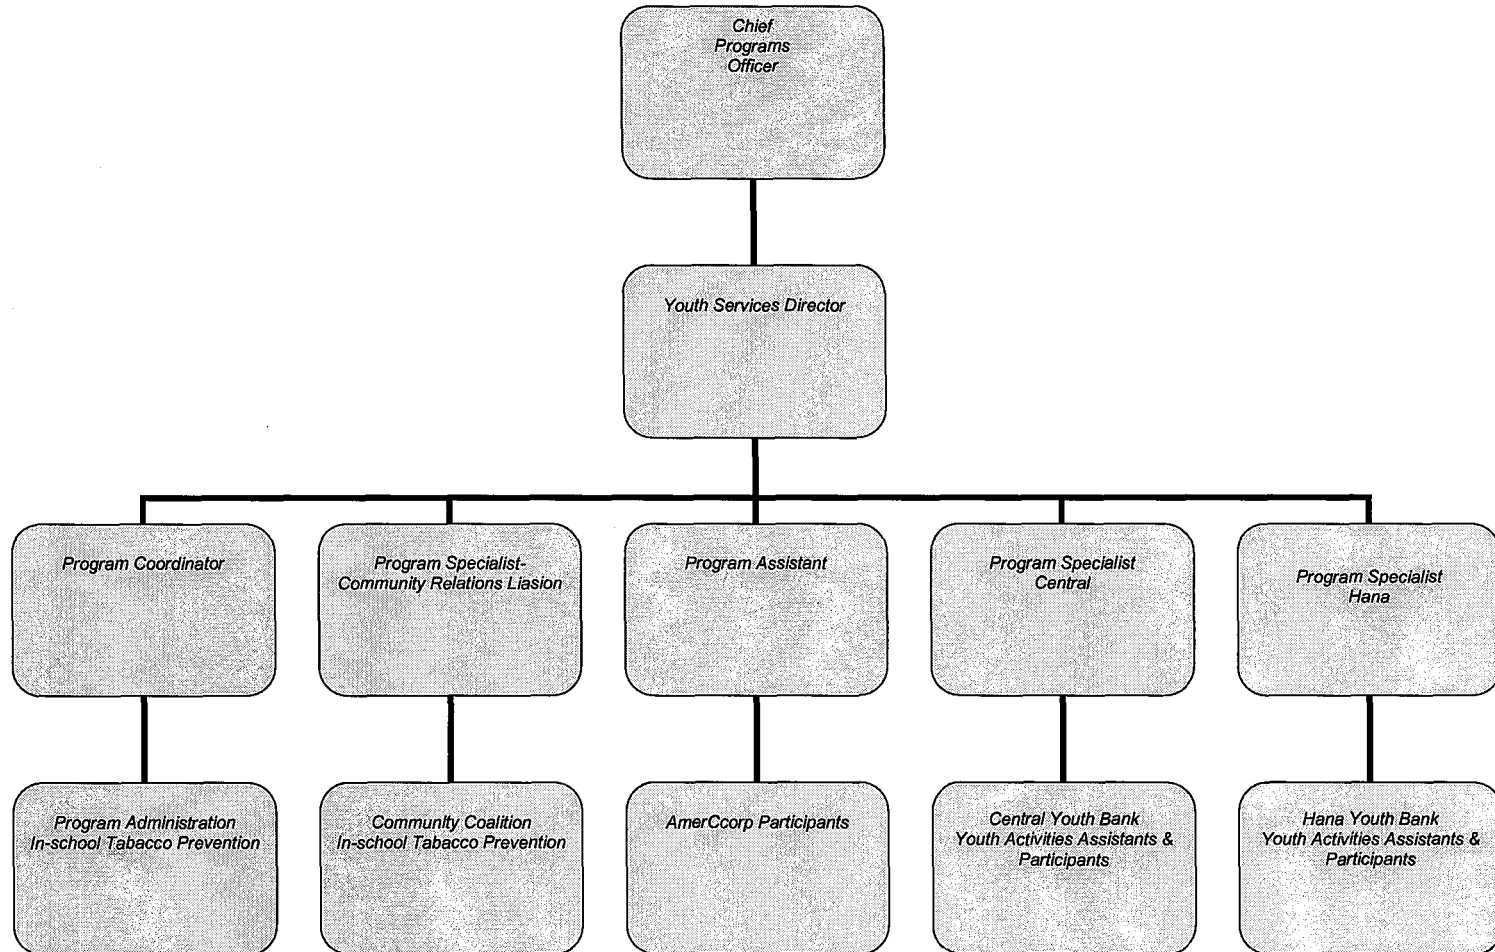 Chief
Programs
Officer
Youth Services Director
Program Coordinator
Program Specialist-
Community Relations Liasion
Program Assistant
Program Specialist
Central
Program Specialist
Hana
Program Administration
In-school Tabacco Prevention
Community Coalition
In-school Tabacco Prevention
AmerCcorp Participants
Central Youth Bank
Youth Activities Assistants &
Participants
Hana Youth Bank
Youth Activities Assistants &
Participants